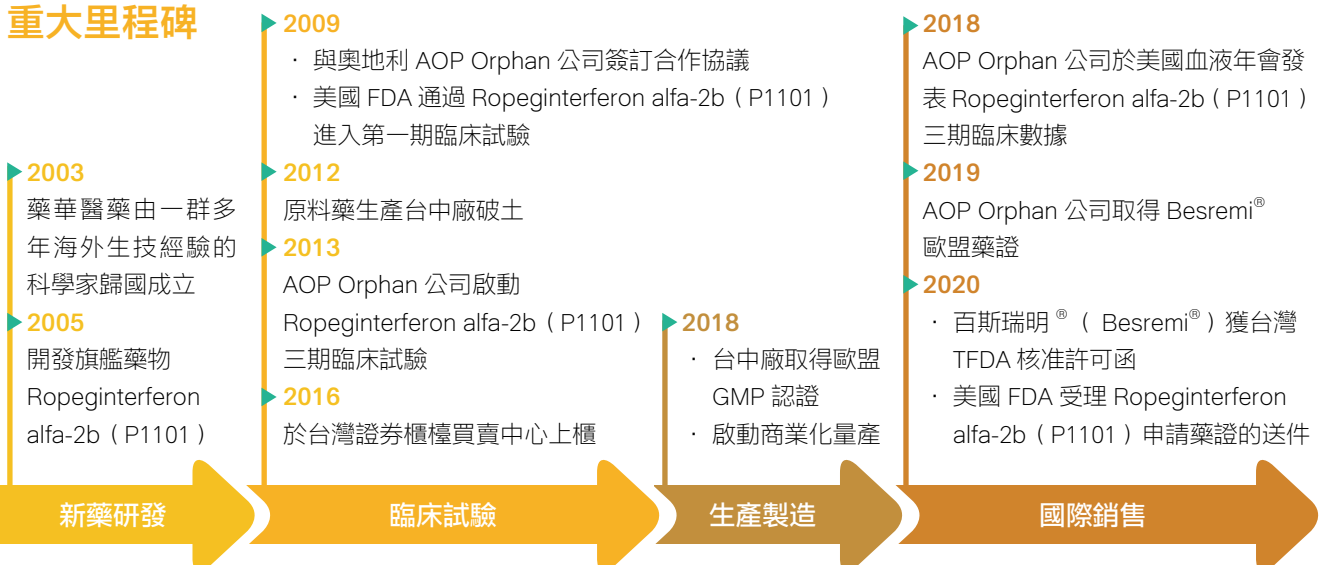 重大里程碑
2003
藥華醫藥由一群多
年海外生技經驗的
科學家歸國成立
2005
開發旗艦藥物
Ropeginterferon
alfa-2b（P1101）
新藥研發
2009
· 與奧地利 AOP Orphan 公司簽訂合作協議
· 美國 FDA 通過 Ropeginterferon alfa-2b（P1101）
進入第一期臨床試驗
2012
原料藥生產台中廠破土
2013
AOP Orphan 公司啟動
Ropeginterferon alfa-2b（P1101）
三期臨床試驗
2016
於台灣證券櫃檯買賣中心上櫃
臨床試驗
2018
· 台中廠取得歐盟
GMP 認證
· 啟動商業化量產
生產製造
2018
AOP Orphan 公司於美國血液年會發
表 Ropeginterferon alfa-2b（P1101）
三期臨床數據
2019
AOP Orphan 公司取得 Besremi®
歐盟藥證
2020
· 百斯瑞明®（ Besremi®）獲台灣
TFDA 核准許可函
· 美國 FDA 受理 Ropeginterferon
alfa-2b（P1101）申請藥證的送件
國際銷售